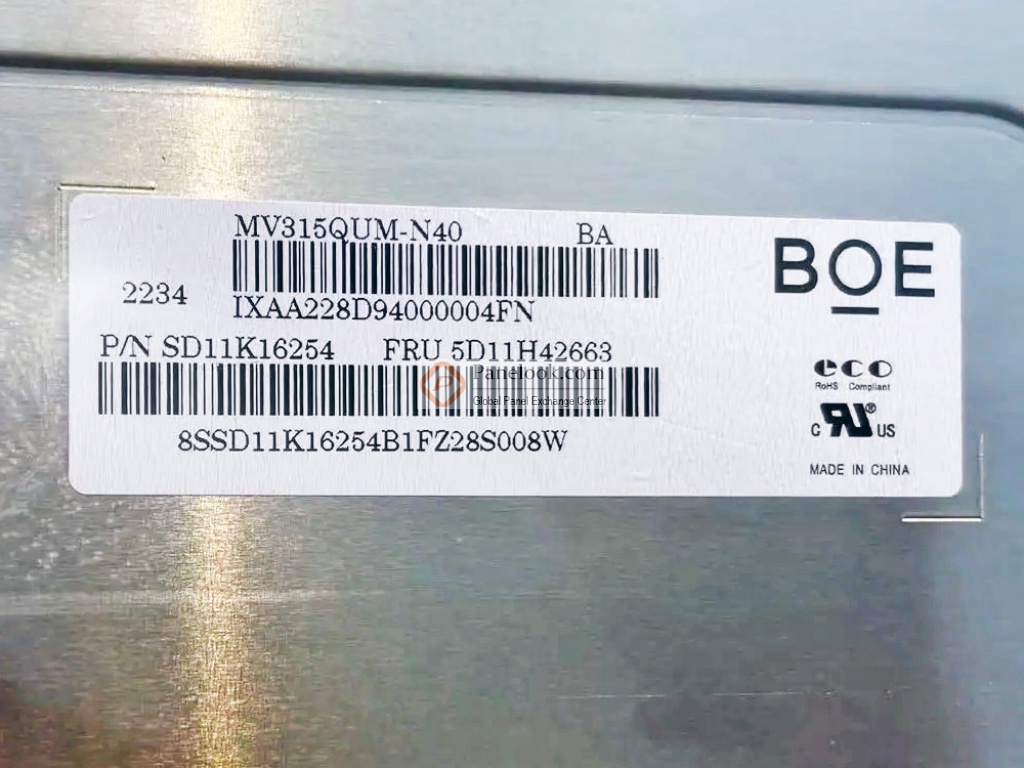 MV315QUM-N40 BA
BOE
2234
IXAA228D94000004FN
P/N SD11K16254 FRU 5D11H42663
Panelook.com
Global Panel Exchange Center
8SSD11K16254B1FZ28S008W
eco
RoHS Compliant
c RU® US
MADE IN CHINA